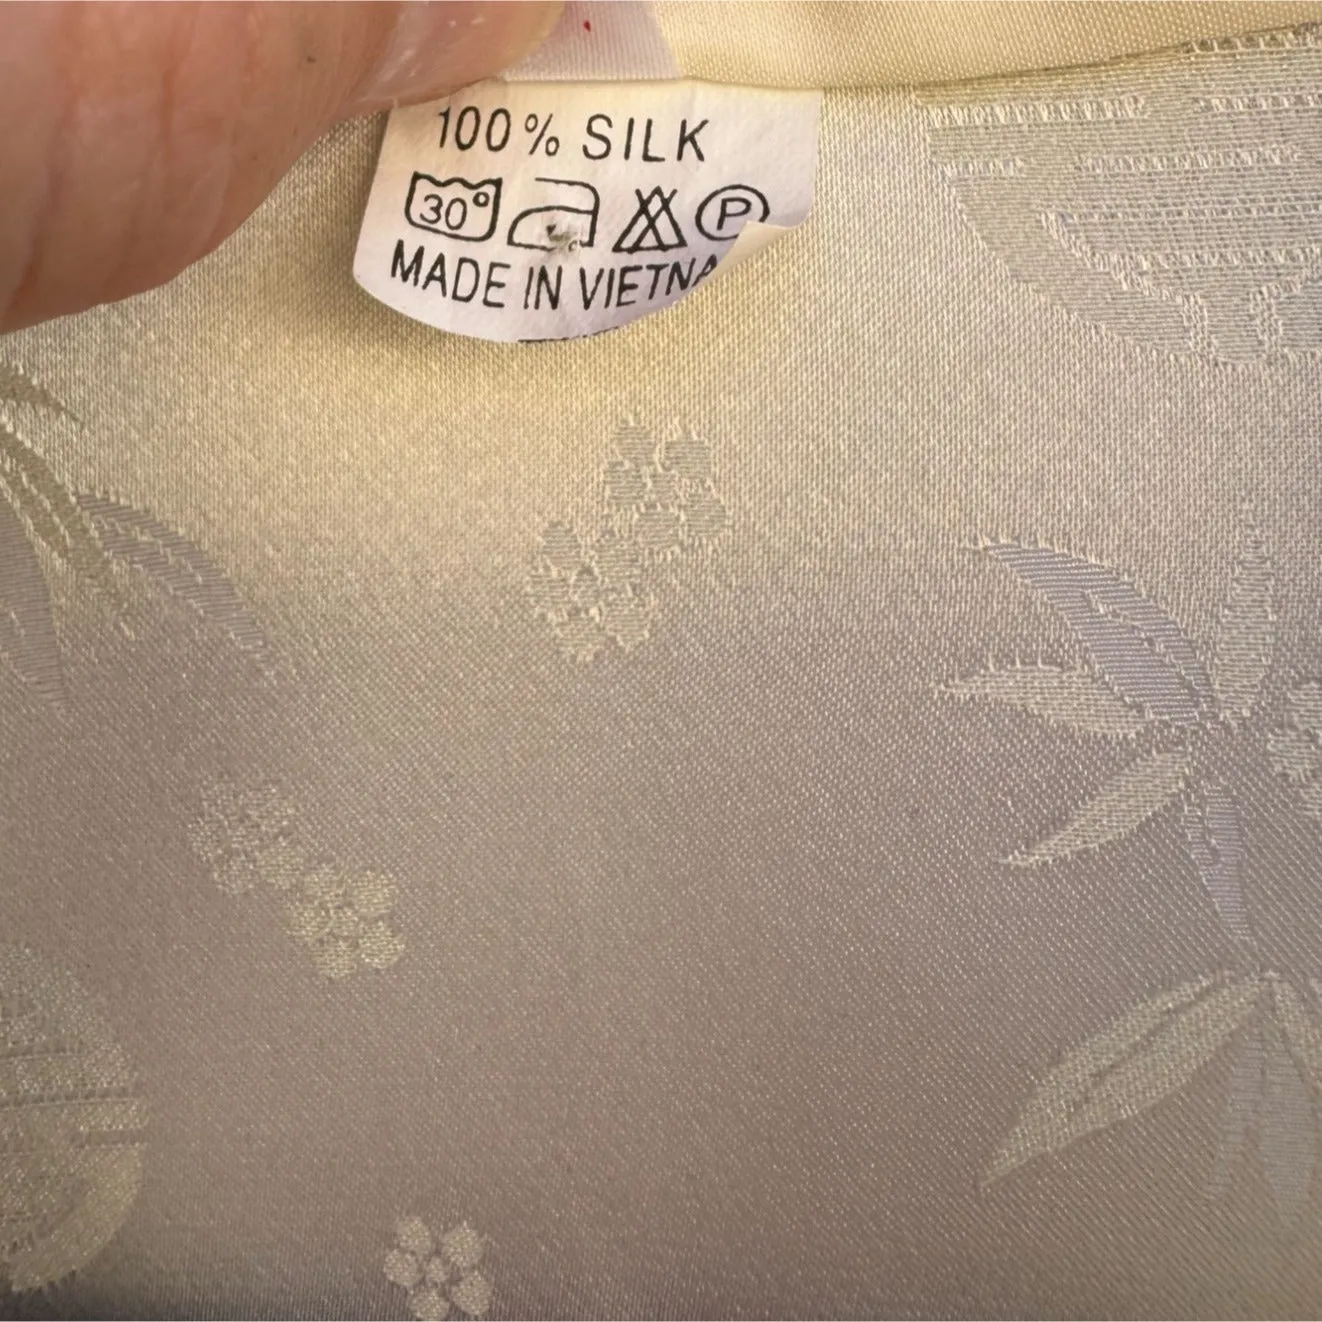 100% SILK
30° P
MADE IN VIETNA